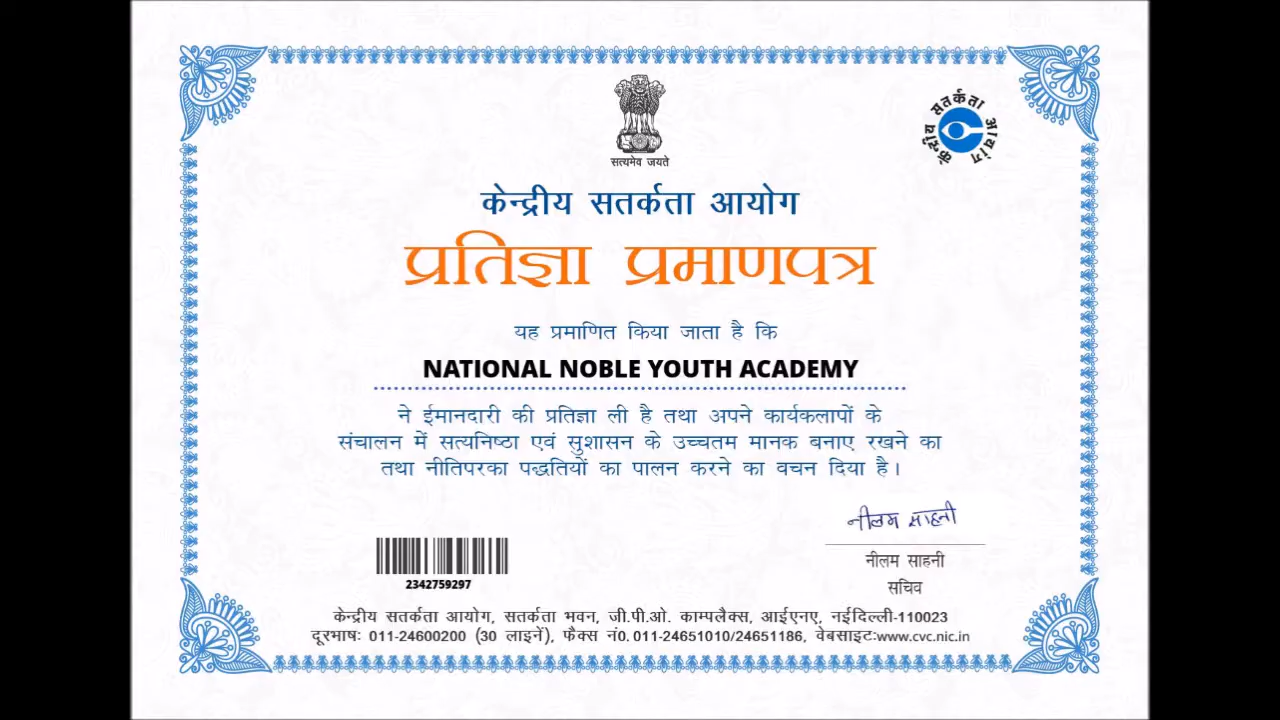 सत्यमेव जयते
केन्द्रीय सतर्कता आयोग
केन्द्रीय सतर्कता आयोग
प्रतिज्ञा प्रमाणपत्र
यह प्रमाणित किया जाता है कि
NATIONAL NOBLE YOUTH ACADEMY
ने ईमानदारी की प्रतिज्ञा ली है तथा अपने कार्यकलापों के
संचालन में सत्यनिष्ठा एवं सुशासन के उच्चतम मानक बनाए रखने का
तथा नीतिपरका पद्धतियों का पालन करने का वचन दिया है।
नीलम साहनी
2342759297
नीलम साहनी
सचिव
केन्द्रीय सतर्कता आयोग, सतर्कता भवन, जी.पी.ओ. काम्पलैक्स, आईएनए, नईदिल्ली-110023
दूरभाषः 011-24600200 (30 लाइनें), फैक्स नं0. 011-24651010/24651186, वेबसाइटःwww.cvc.nic.in